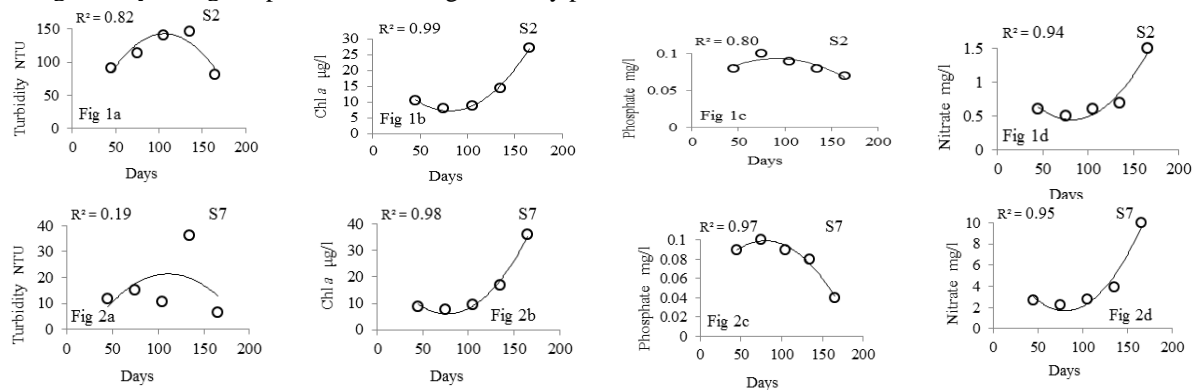 R² = 0.82
S2
150
100
50
0
Turbidity NTU
Fig 1a
0 50 100 150 200
Days
R² = 0.99
S2
30
25
20
15
10
5
0
Chl a µg/l
Fig 1b
0 50 100 150 200
Days
R² = 0.80
S2
0.1
0.05
0
Phosphate mg/l
Fig 1c
0 50 100 150 200
Days
R² = 0.94
S2
1.5
1
0.5
0
Nitrate mg/l
Fig 1d
0 50 100 150 200
Days
R² = 0.19
S7
40
30
20
10
0
Turbidity NTU
Fig 2a
0 50 100 150 200
Days
R² = 0.98
S7
40
30
20
10
0
Chl a µg/l
Fig 2b
0 50 100 150 200
Days
R² = 0.97
S7
0.1
0.08
0.06
0.04
0.02
0
Phosphate mg/l
Fig 2c
0 50 100 150 200
Days
R² = 0.95
S7
10
8
6
4
2
0
Nitrate mg/l
Fig 2d
0 50 100 150 200
Days